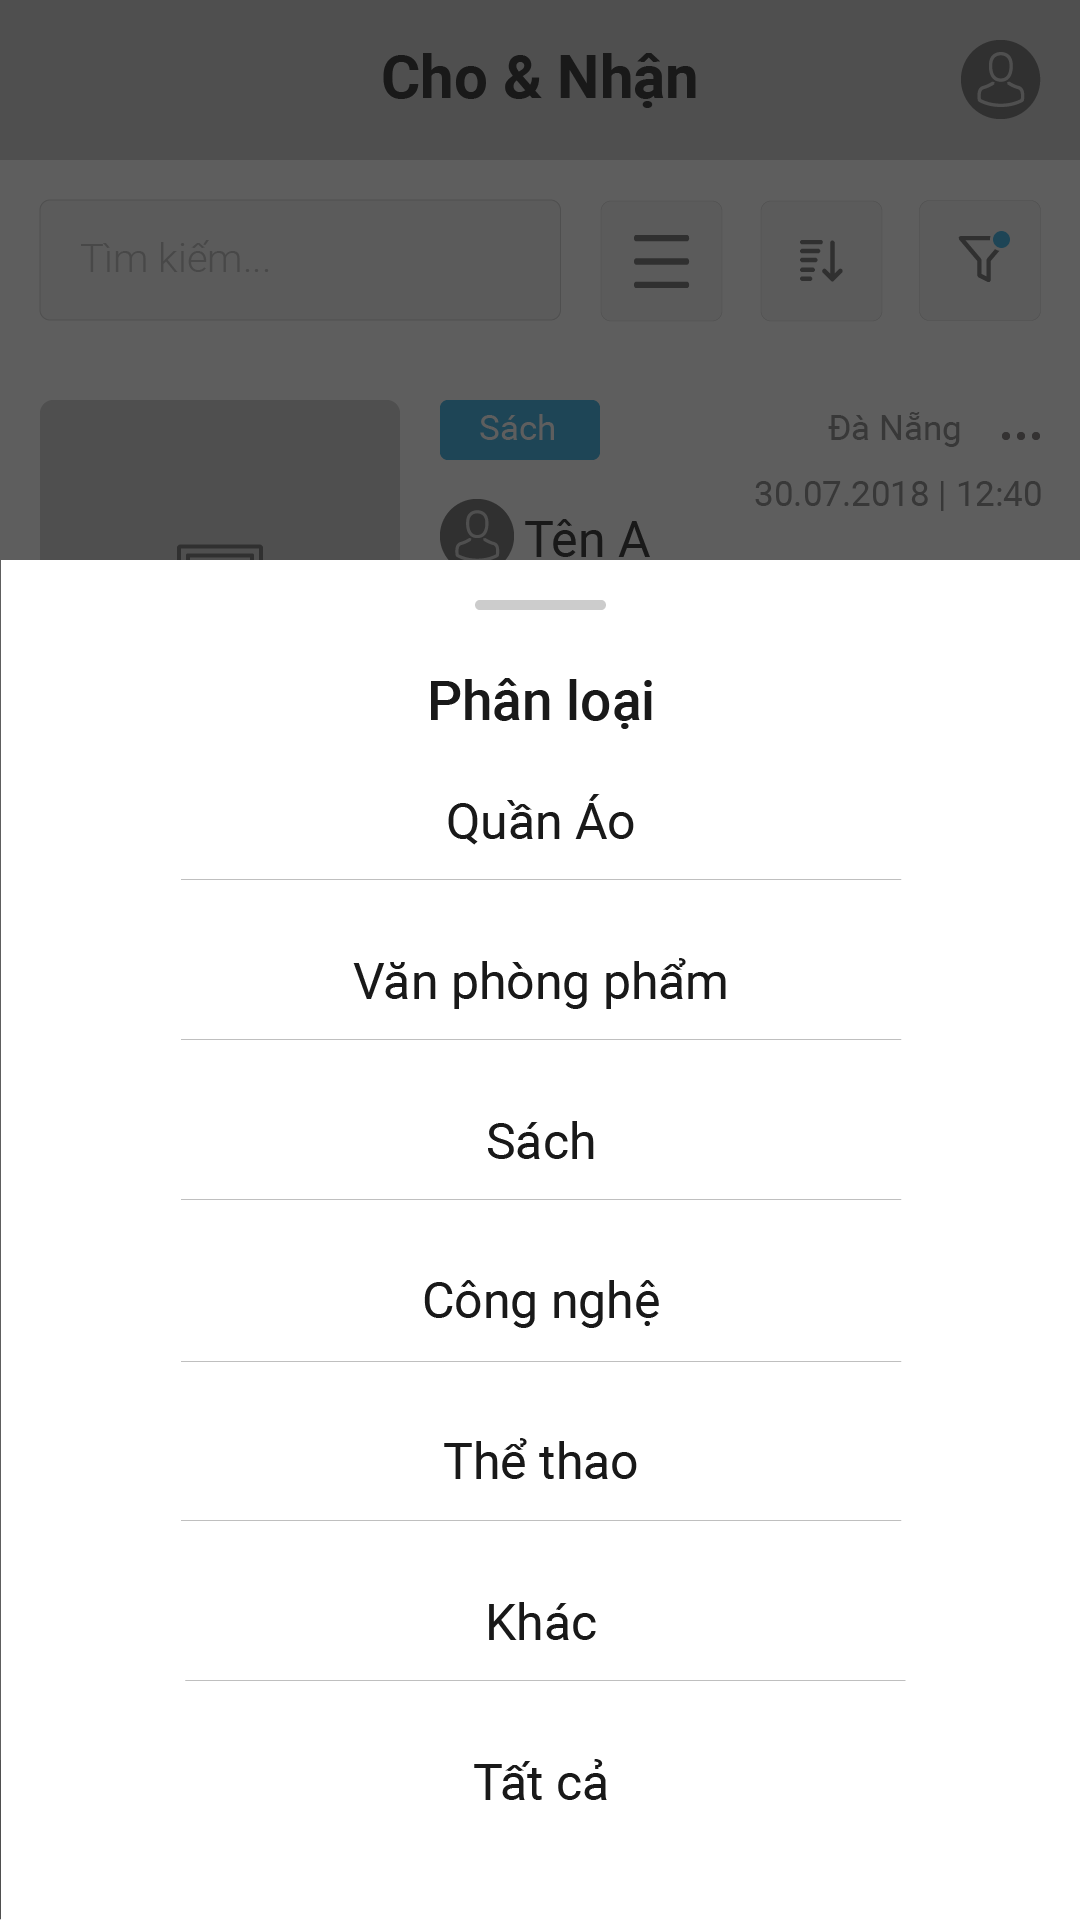 Cho & Nhận
Tìm kiếm...
Sách
Đà Nẵng
30.07.2018 | 12:40
Tên A
Phân loại
Quần Áo
Văn phòng phẩm
Sách
Công nghệ
Thể thao
Khác
Tất cả